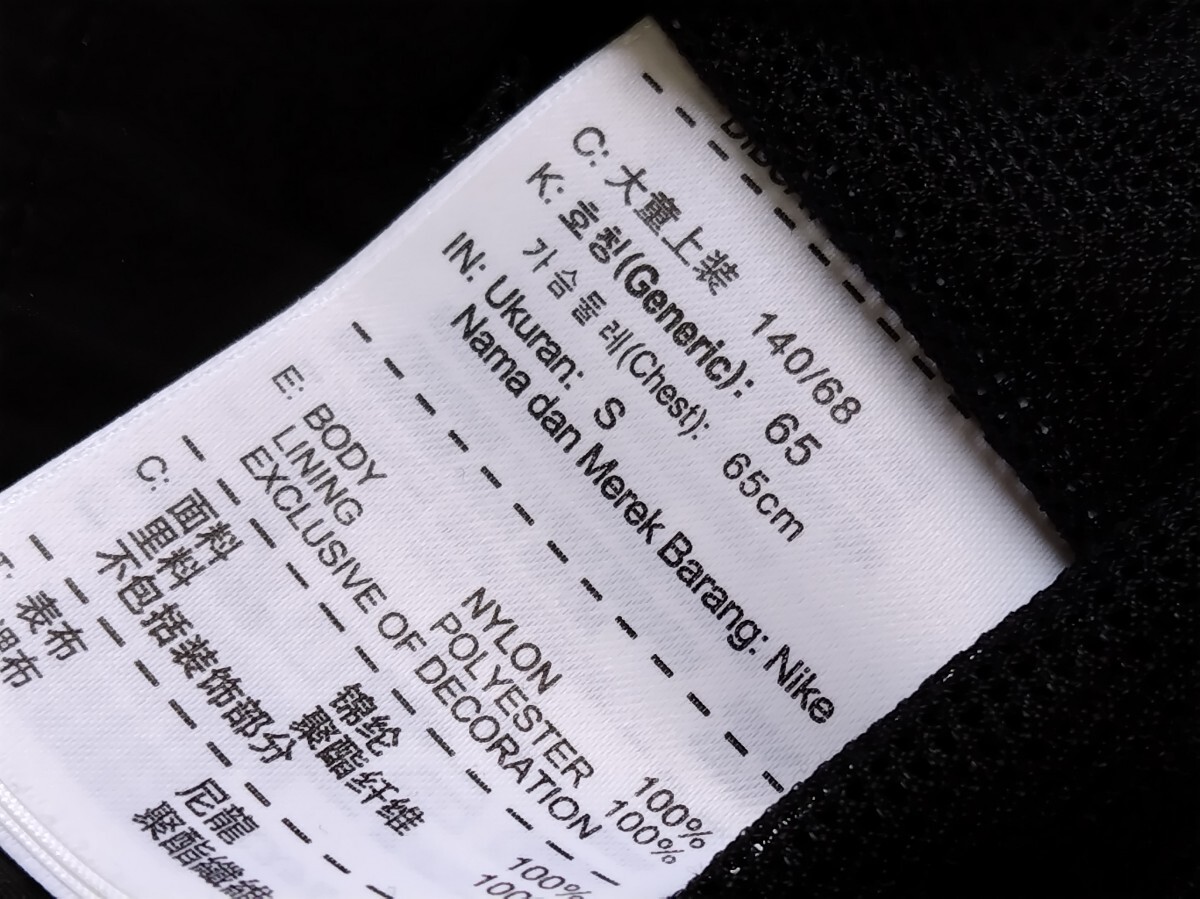 C: 大童上装 140/68
K: 호칭(Generic): 65
가슴둘레(Chest): 65cm
IN: Ukuran: S
Nama dan Merek Barang: Nike
E: BODY NYLON 100%
LINING POLYESTER 100%
EXCLUSIVE OF DECORATION
C: 面料 锦纶 100%
里料 聚酯纤维
不包括装饰部分
表布 尼龍
裡布 聚酯纖維